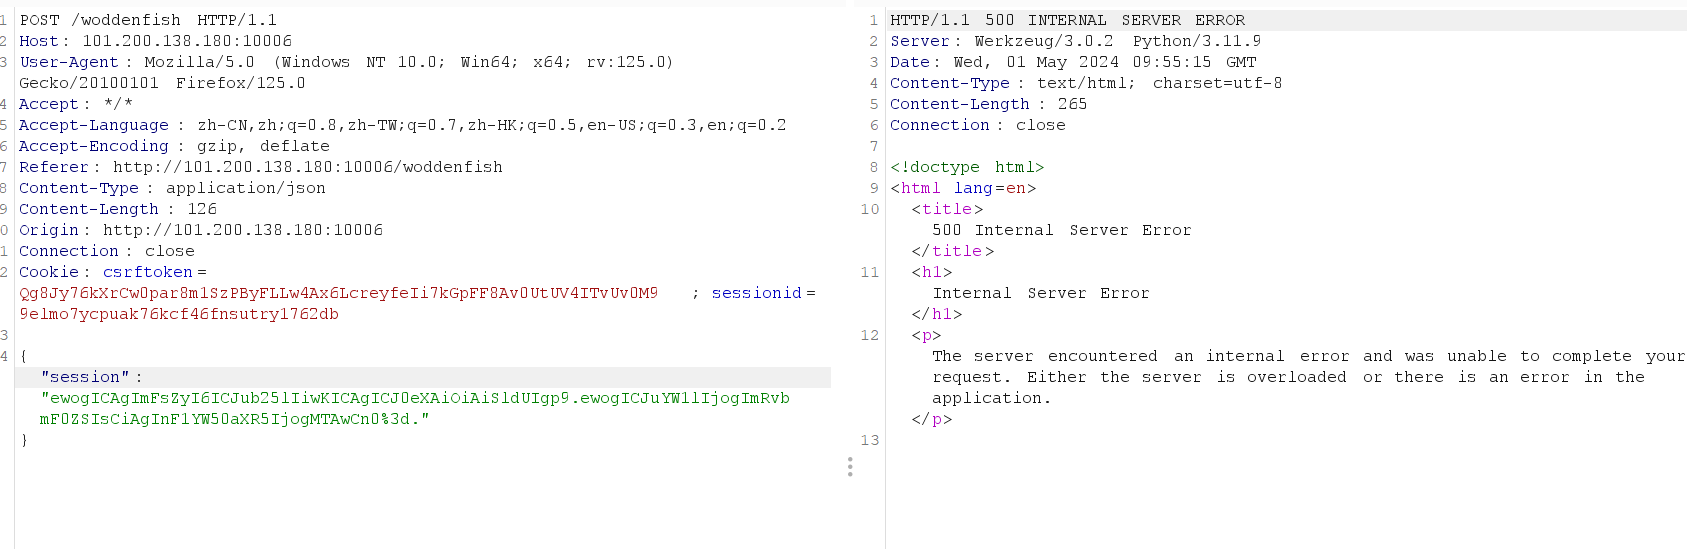 1 POST /woddenfish HTTP/1.1
2 Host: 101.200.138.180:10006
3 User-Agent: Mozilla/5.0 (Windows NT 10.0; Win64; x64; rv:125.0)
Gecko/20100101 Firefox/125.0
4 Accept: */*
5 Accept-Language: zh-CN,zh;q=0.8,zh-TW;q=0.7,zh-HK;q=0.5,en-US;q=0.3,en;q=0.2
6 Accept-Encoding: gzip, deflate
7 Referer: http://101.200.138.180:10006/woddenfish
8 Content-Type: application/json
9 Content-Length: 126
0 Origin: http://101.200.138.180:10006
1 Connection: close
2 Cookie: csrftoken=
Qg8Jy76kXrCw0par8m1SzPByFLLw4Ax6LcreyfeIi7kGpFF8Av0UtUV4ITvUv0M9 ; sessionid=
9elmo7ycpuak76kcf46fnsutry1762db
3
4 {
"session":
"ewogICAgImFsZyI6ICJub25lIiwKICAgICJ0eXAiOiAiSldUIgp9.ewogICJuYW1lIjogImRvb
mF0ZSIsCiAgInF1YW50aXR5IjogMTAwCn0%3d."
}
1 HTTP/1.1 500 INTERNAL SERVER ERROR
2 Server: Werkzeug/3.0.2 Python/3.11.9
3 Date: Wed, 01 May 2024 09:55:15 GMT
4 Content-Type: text/html; charset=utf-8
5 Content-Length: 265
6 Connection: close
7
8 <!doctype html>
9 <html lang=en>
10 <title>
500 Internal Server Error
</title>
11 <h1>
Internal Server Error
</h1>
12 <p>
The server encountered an internal error and was unable to complete your
request. Either the server is overloaded or there is an error in the
application.
</p>
13